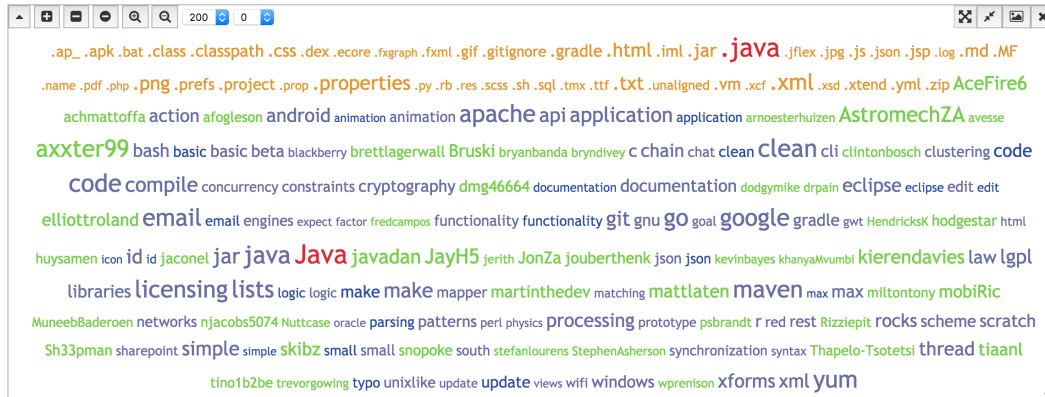 200 0
.ap_ .apk .bat .class .classpath .css .dex .ecore .fxgraph .fxml .gif .gitignore .gradle .html .iml .jar .java .jflex .jpg .js .json .jsp .log .md .MF
.name .pdf .php .png .prefs .project .prop .properties .py .rb .res .scss .sh .sql .tmx .ttf .txt .unaligned .vm .xcf .xml .xsd .xtend .yml .zip AceFire6
achmattoffa action afogleson android animation animation apache api application application arnoesterhuizen AstromechZA avesse
axxter99 bash basic basic beta blackberry brettlagerwall Bruski bryanbanda bryndivey c chain chat clean clean cli clintonbosch clustering code
code compile concurrency constraints cryptography dmg46664 documentation documentation dodgymike drpain eclipse eclipse edit edit
elliottroland email email engines expect factor fredcampos functionality functionality git gnu go goal google gradle gwt HendricksK hodgestar html
huysamen icon id id jaconel jar java Java javadan JayH5 jerith JonZa jouberthenk json json kevinbayes khanyaMvumbi kierendavies law lgpl
libraries licensing lists logic logic make make mapper martinthedev matching mattlaten maven max max miltontony mobiRic
MuneebBaderoen networks njacobs5074 Nuttcase oracle parsing patterns perl physics processing prototype psbrandt r red rest Rizziepit rocks scheme scratch
Sh33pman sharepoint simple simple skibz small small snopoke south stefanlourens StephenAsherson synchronization syntax Thapelo-Tsotetsi thread tiaanl
tino1b2be trevorgowing typo unixlike update update views wifi windows wprenison xforms xml yum